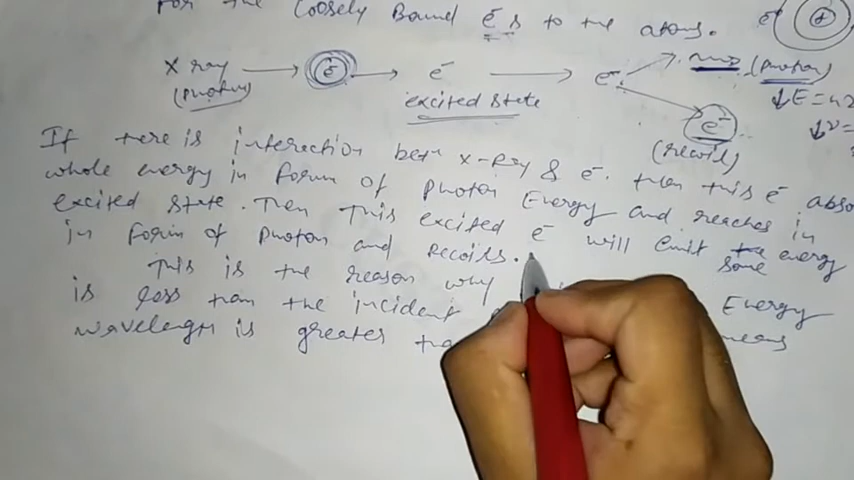 For the Loosely Bound e⁻s to the atoms. e⁻
X ray e⁻ e⁻ e⁻
(Photon) (Photon)
excited state ↓E =
↓ν =
e⁻
(recoil)
If there is interaction betⁿ x-Ray & e⁻. then this e⁻ abso
whole energy in form of Photon Energy and reaches in
excited state. Then this excited e⁻ will emit some energy
in form of Photon and Recoils.
This is the reason why Energy
is less than the incident
wavelength is greater